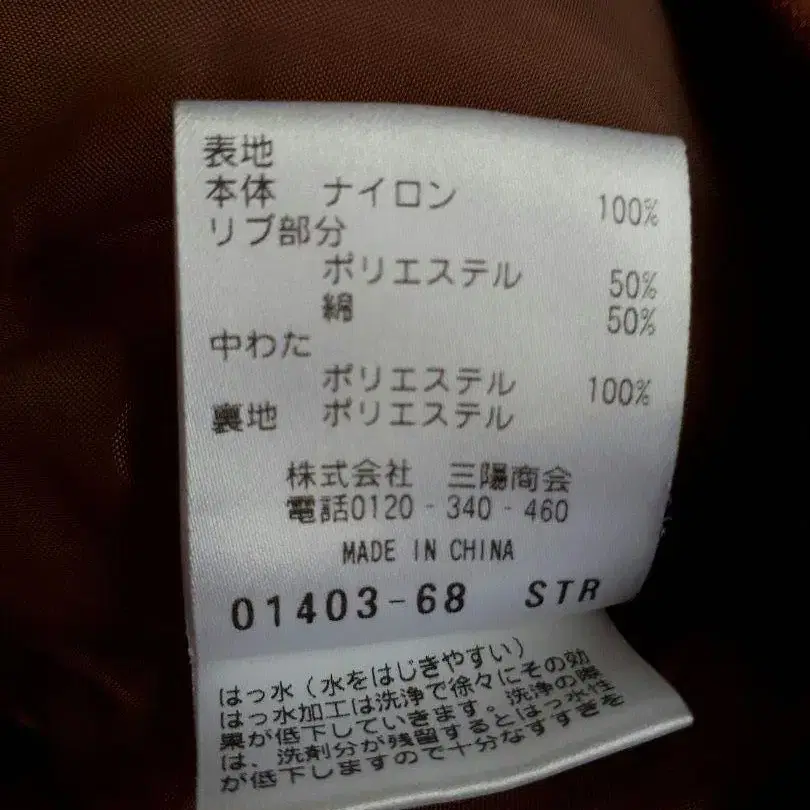 表地
本体 ナイロン 100%
リブ部分
ポリエステル 50%
綿 50%
中わた
ポリエステル 100%
裏地 ポリエステル
株式会社 三陽商会
電話0120-340-460
MADE IN CHINA
01403-68 STR
はっ水(水をはじきやすい)
はっ水加工は洗浄で徐々にその効
果が低下していきます。洗浄の際
は、洗剤分が残留するとはっ水性
が低下しますので十分なすすぎを